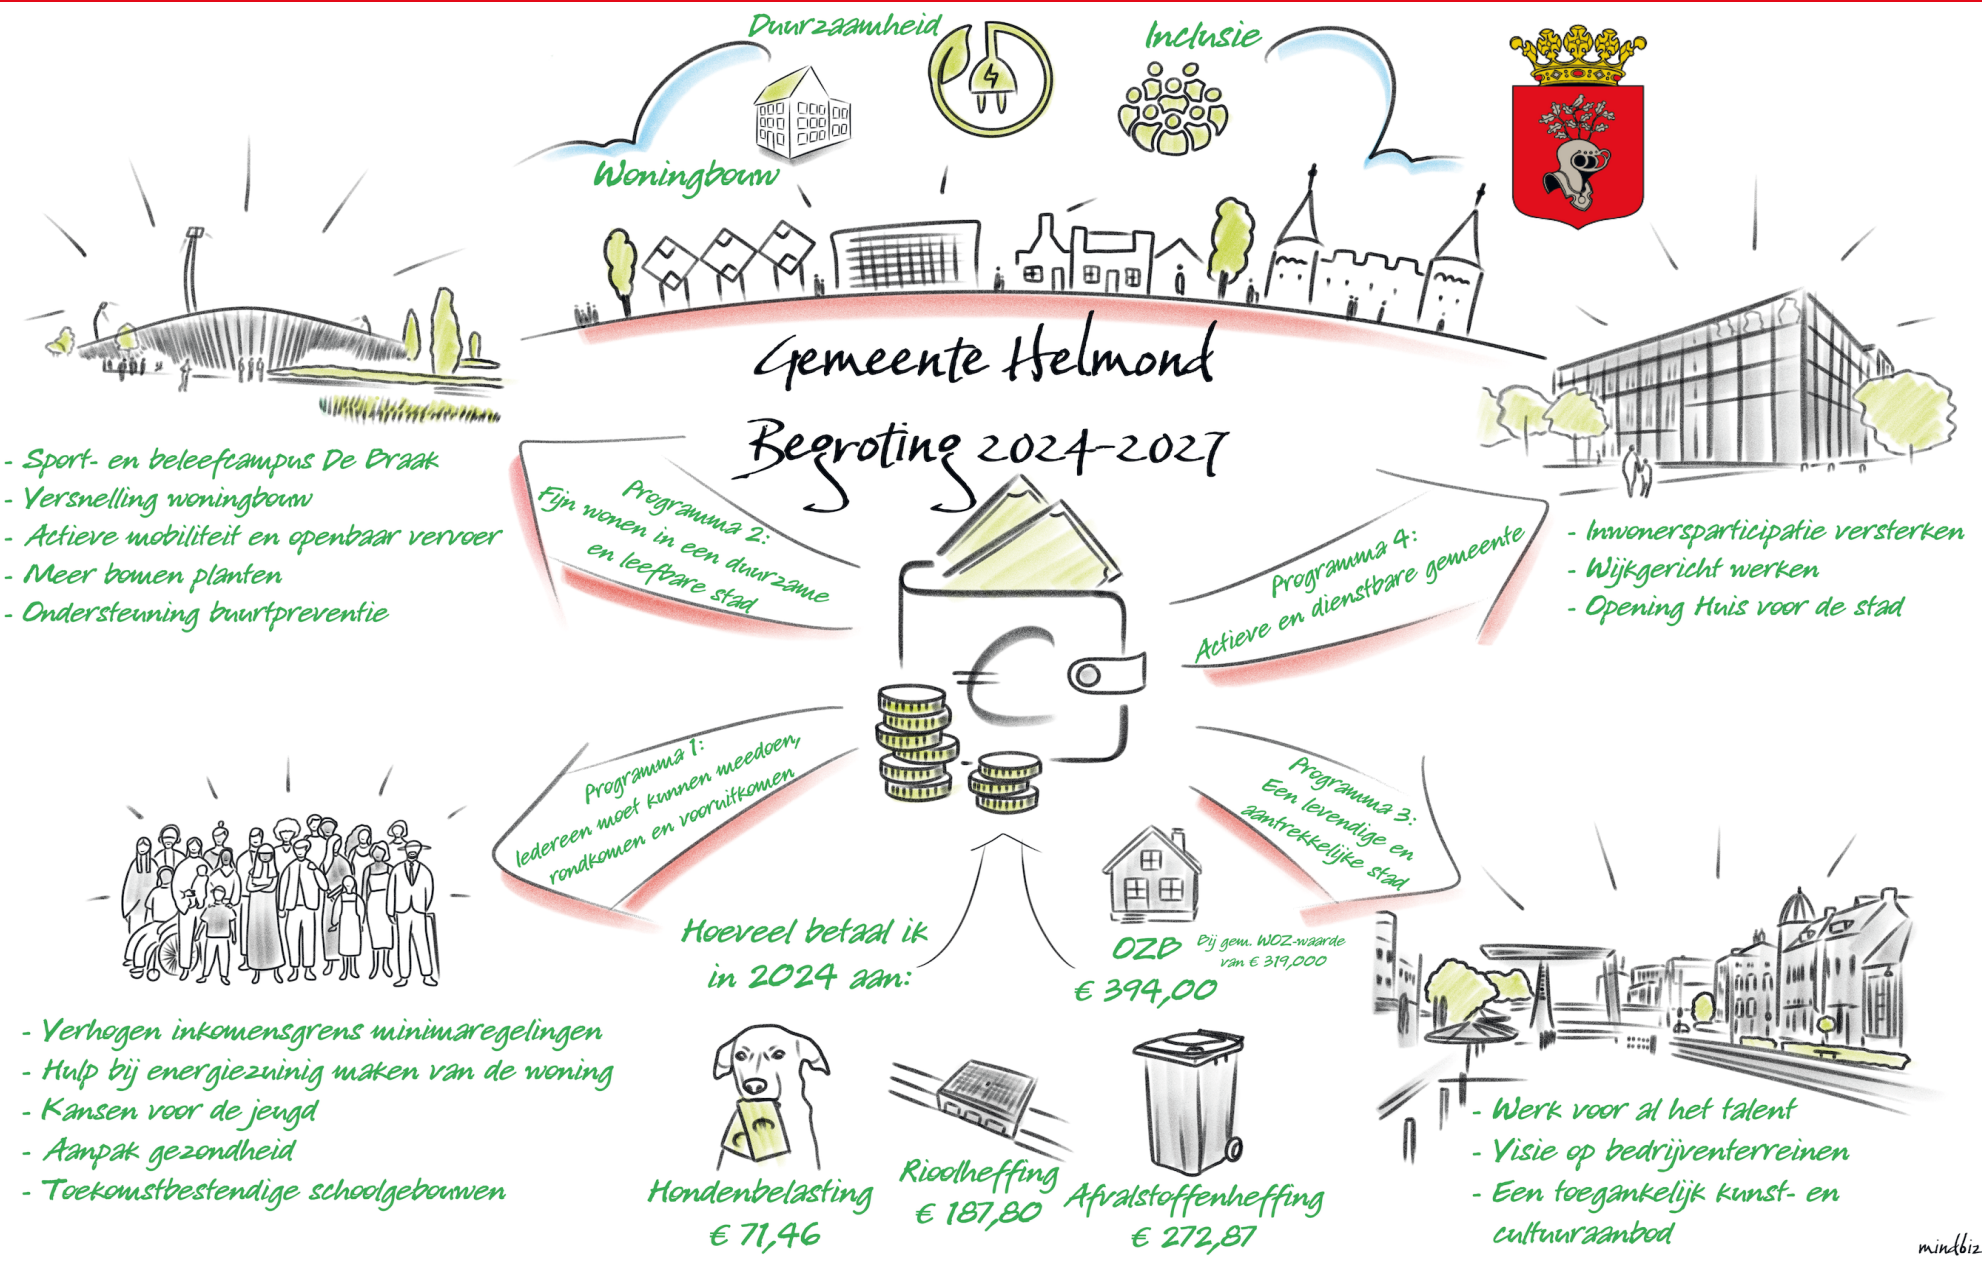 Duurzaamheid
Inclusie
Woningbouw
Gemeente Helmond
Begroting 2024-2027
- Sport- en beleefcampus De Braak
- Versnelling woningbouw
- Actieve mobiliteit en openbaar vervoer
- Meer bomen planten
- Ondersteuning buurtpreventie
Programma 2:
Fijn wonen in een duurzame
en leefbare stad
Programma 4:
Actieve en dienstbare gemeente
- Inwonersparticipatie versterken
- Wijkgericht werken
- Opening Huis voor de stad
Programma 1:
Iedereen moet kunnen meedoen,
rondkomen en vooruitkomen
Programma 3:
Een levendige en
aantrekkelijke stad
- Verhogen inkomensgrens minimaregelingen
- Hulp bij energiezuinig maken van de woning
- Kansen voor de jeugd
- Aanpak gezondheid
- Toekomstbestendige schoolgebouwen
Hoeveel betaal ik
in 2024 aan:
OZB
Bij gem. WOZ-waarde
van € 319,000
€ 394,00
Hondenbelasting
€ 71,46
Rioolheffing
€ 187,80
Afvalstoffenheffing
€ 272,87
- Werk voor al het talent
- Visie op bedrijventerreinen
- Een toegankelijk kunst- en
cultuuraanbod
mindbiz